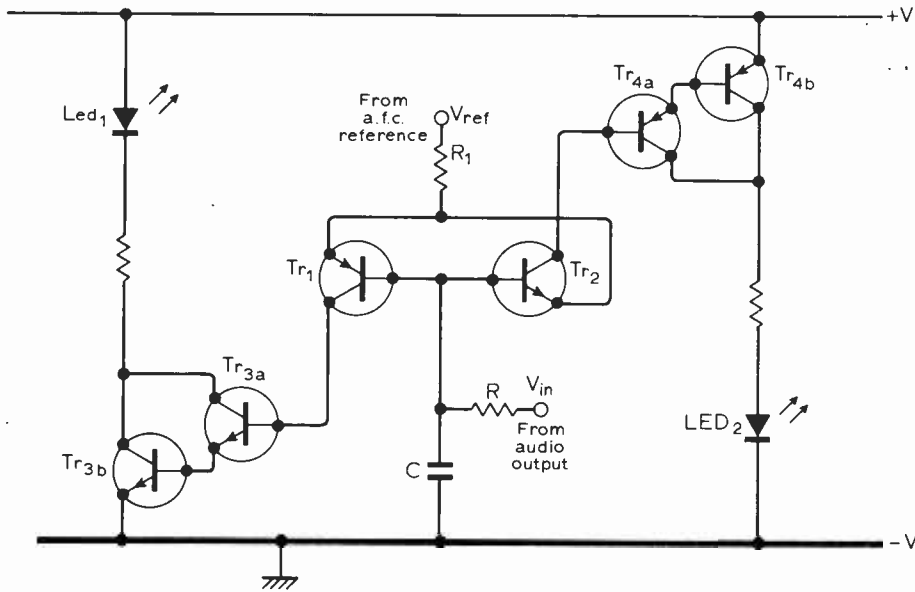 +V
Led1
From
a.f.c.
reference
Vref
R1
Tr4a
Tr4b
Tr1
Tr2
Tr3a
Tr3b
R
Vin
From
audio
output
C
LED2
-V